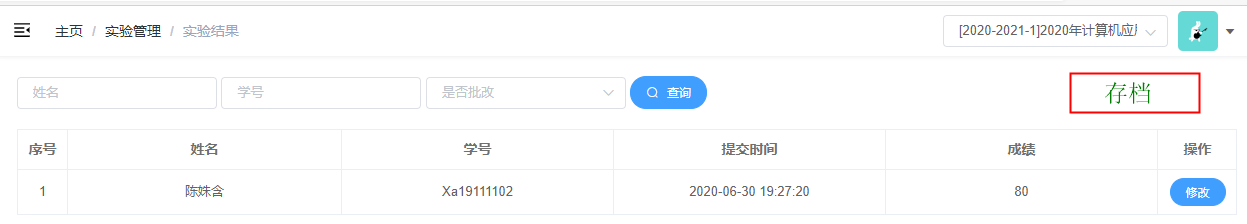 主页 / 实验管理 / 实验结果
[2020-2021-1]2020年计算机应用
姓名 学号 是否批改 查询 存档
序号 姓名 学号 提交时间 成绩 操作
1 陈姝含 Xa19111102 2020-06-30 19:27:20 80 修改